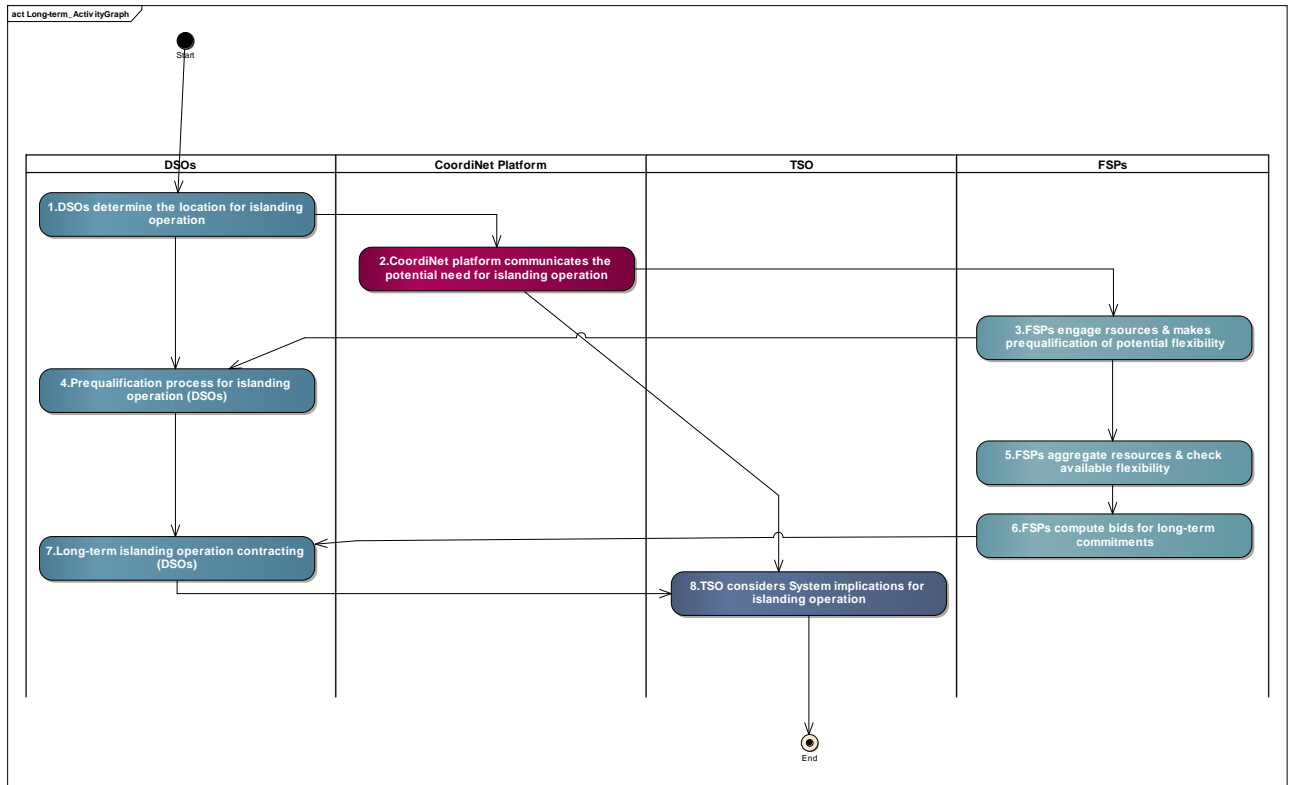 act Long-term_ActivityGraph
Start
DSOs
CoordiNet Platform
TSO
FSPs
1.DSOs determine the location for islanding
operation
2.CoordiNet platform communicates the
potential need for islanding operation
3.FSPs engage rsources & makes
prequalification of potential flexibility
4.Prequalification process for islanding
operation (DSOs)
5.FSPs aggregate resources & check
available flexibility
6.FSPs compute bids for long-term
commitments
7.Long-term islanding operation contracting
(DSOs)
8.TSO considers System implications for
islanding operation
End